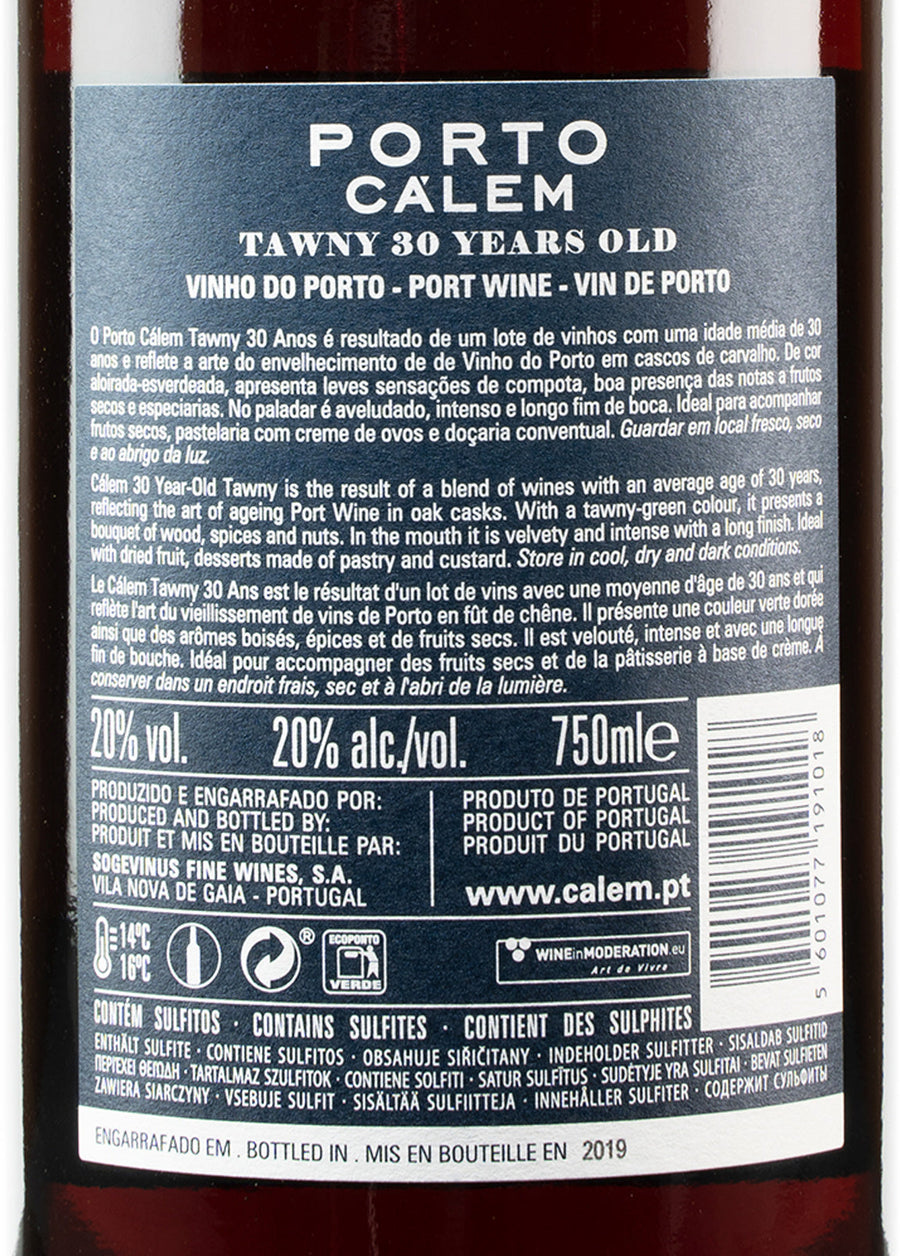 PORTO
CÁLEM
TAWNY 30 YEARS OLD
VINHO DO PORTO - PORT WINE - VIN DE PORTO
O Porto Cálem Tawny 30 Anos é resultado de um lote de vinhos com uma idade média de 30
anos e reflete a arte do envelhecimento de de Vinho do Porto em cascos de carvalho. De cor
aloirada-esverdeada, apresenta leves sensações de compota, boa presença das notas a frutos
secos e especiarias. No paladar é aveludado, intenso e longo fim de boca. Ideal para acompanhar
frutos secos, pastelaria com creme de ovos e doçaria conventual. Guardar em local fresco, seco
e ao abrigo da luz.
Cálem 30 Year-Old Tawny is the result of a blend of wines with an average age of 30 years,
reflecting the art of ageing Port Wine in oak casks. With a tawny-green colour, it presents a
bouquet of wood, spices and nuts. In the mouth it is velvety and intense with a long finish. Ideal
with dried fruit, desserts made of pastry and custard. Store in cool, dry and dark conditions.
Le Cálem Tawny 30 Ans est le résultat d'un lot de vins avec une moyenne d'âge de 30 ans et qui
reflète l'art du vieillissement de vins de Porto en fût de chêne. Il présente une couleur verte dorée
ainsi que des arômes boisés, épices et de fruits secs. Il est velouté, intense et avec une longue
fin de bouche. Idéal pour accompagner des fruits secs et de la pâtisserie à base de crème. À
conserver dans un endroit frais, sec et à l'abri de la lumière.
20% vol. 20% alc./vol. 750ml e
PRODUZIDO E ENGARRAFADO POR:
PRODUCED AND BOTTLED BY:
PRODUIT ET MIS EN BOUTEILLE PAR:
SOGEVINUS FINE WINES, S.A.
VILA NOVA DE GAIA - PORTUGAL
PRODUTO DE PORTUGAL
PRODUCT OF PORTUGAL
PRODUIT DU PORTUGAL
www.calem.pt
5 601077 191018
14ºC
16ºC
®
ECOPONTO
VERDE
WINEinMODERATION.eu
Art de Vivre
CONTÉM SULFITOS · CONTAINS SULFITES · CONTIENT DES SULPHITES
ENTHÄLT SULFITE · CONTIENE SULFITOS · OBSAHUJE SIŘIČITANY · INDEHOLDER SULFITTER · SISALDAB SULFITID
ΠΕΡΙΕΧΕΙ ΘΕΙΩΔΗ · TARTALMAZ SZULFITOK · CONTIENE SOLFITI · SATUR SULFĪTUS · SUDĖTYJE YRA SULFITAI · BEVAT SULFIETEN
ZAWIERA SIARCZYNY · VSEBUJE SULFIT · SISÄLTÄÄ SULFIITTEJA · INNEHÅLLER SULFITER · СОДЕРЖИТ СУЛЬФИТЫ
ENGARRAFADO EM . BOTTLED IN . MIS EN BOUTEILLE EN 2019